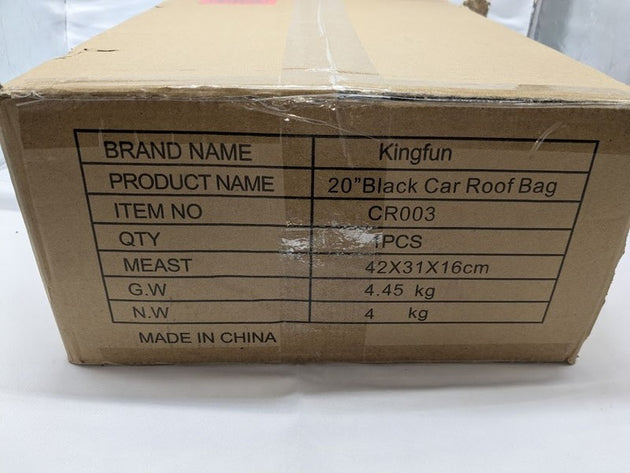 BRAND NAME Kingfun
PRODUCT NAME 20”Black Car Roof Bag
ITEM NO CR003
QTY 1PCS
MEAST 42X31X16cm
G.W 4.45 kg
N.W 4 kg
MADE IN CHINA